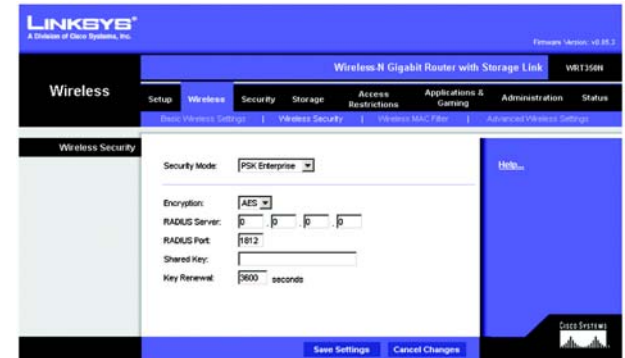 LINKSYS®
A Division of Cisco Systems, Inc.
Firmware Version: v0.05.3
Wireless-N Gigabit Router with Storage Link WRT350N
Wireless
Setup Wireless Security Storage Access Restrictions Applications & Gaming Administration Status
Basic Wireless Settings | Wireless Security | Wireless MAC Filter | Advanced Wireless Settings
Wireless Security
Security Mode: PSK Enterprise
Help...
Encryption: AES
RADIUS Server: 0 . 0 . 0 . 0
RADIUS Port: 1812
Shared Key:
Key Renewal: 3600 seconds
Save Settings Cancel Changes
CISCO SYSTEMS